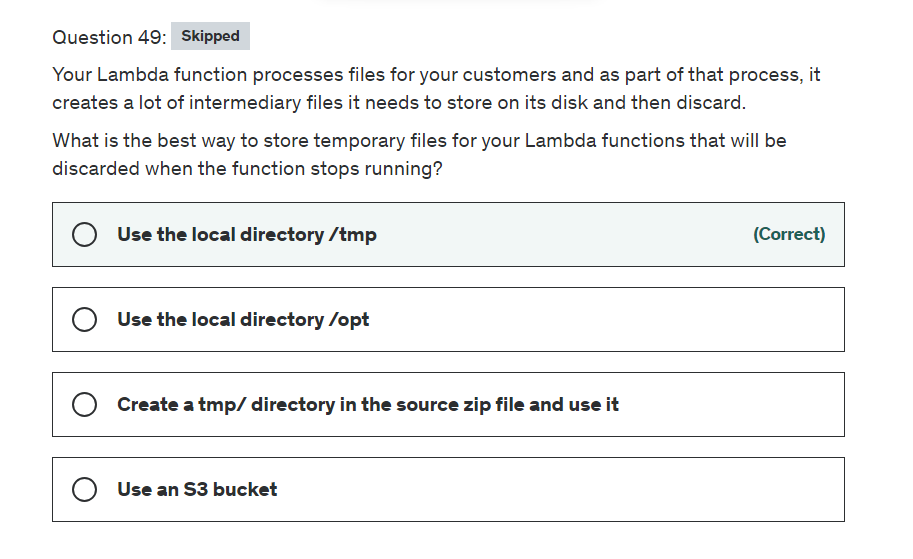 Question 49: Skipped
Your Lambda function processes files for your customers and as part of that process, it
creates a lot of intermediary files it needs to store on its disk and then discard.
What is the best way to store temporary files for your Lambda functions that will be
discarded when the function stops running?
Use the local directory /tmp (Correct)
Use the local directory /opt
Create a tmp/ directory in the source zip file and use it
Use an S3 bucket